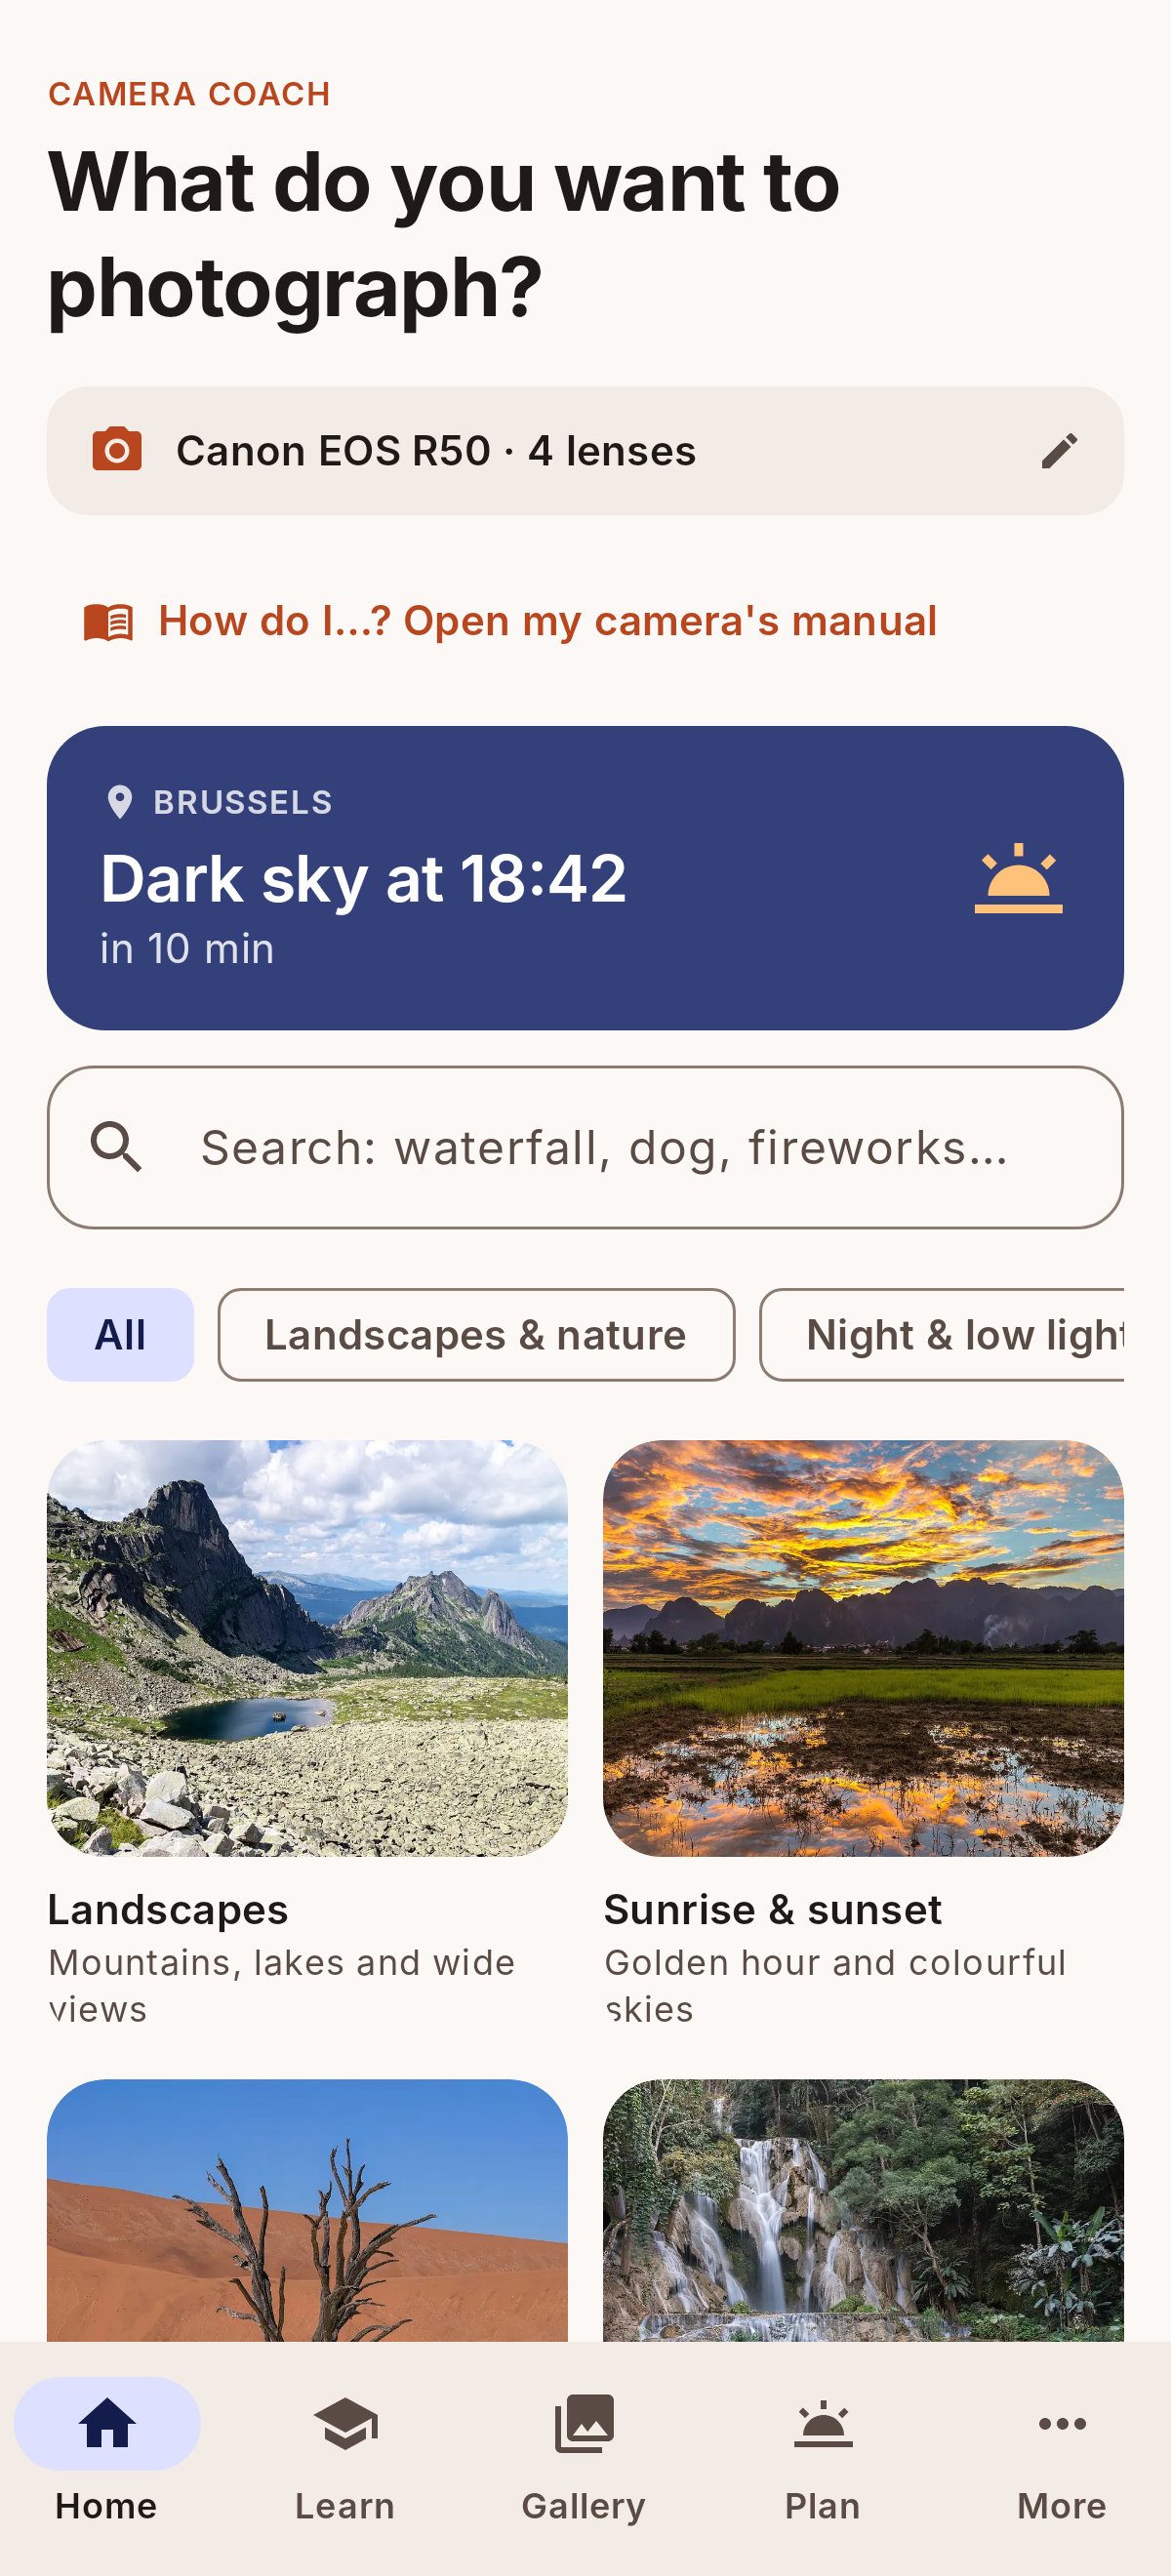 CAMERA COACH
What do you want to
photograph?
Canon EOS R50 · 4 lenses
How do I…? Open my camera's manual
BRUSSELS
Dark sky at 18:42
in 10 min
Search: waterfall, dog, fireworks…
All
Landscapes & nature
Night & low light
Landscapes
Mountains, lakes and wide
views
Sunrise & sunset
Golden hour and colourful
skies
Home
Learn
Gallery
Plan
More